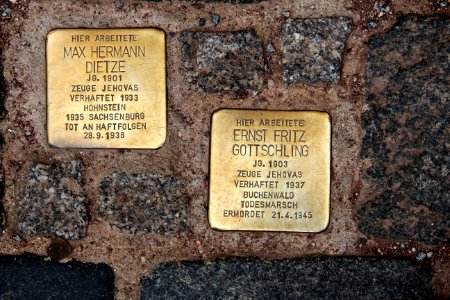 HIER ARBEITETE
MAX HERMANN
DIETZE
JG. 1901
ZEUGE JEHOVAS
VERHAFTET 1933
HOHNSTEIN
1935 SACHSENBURG
TOT AN HAFTFOLGEN
28.9.1938
HIER ARBEITETE
ERNST FRITZ
GOTTSCHLING
JG. 1903
ZEUGE JEHOVAS
VERHAFTET 1937
BUCHENWALD
TODESMARSCH
ERMORDET 21.4.1945